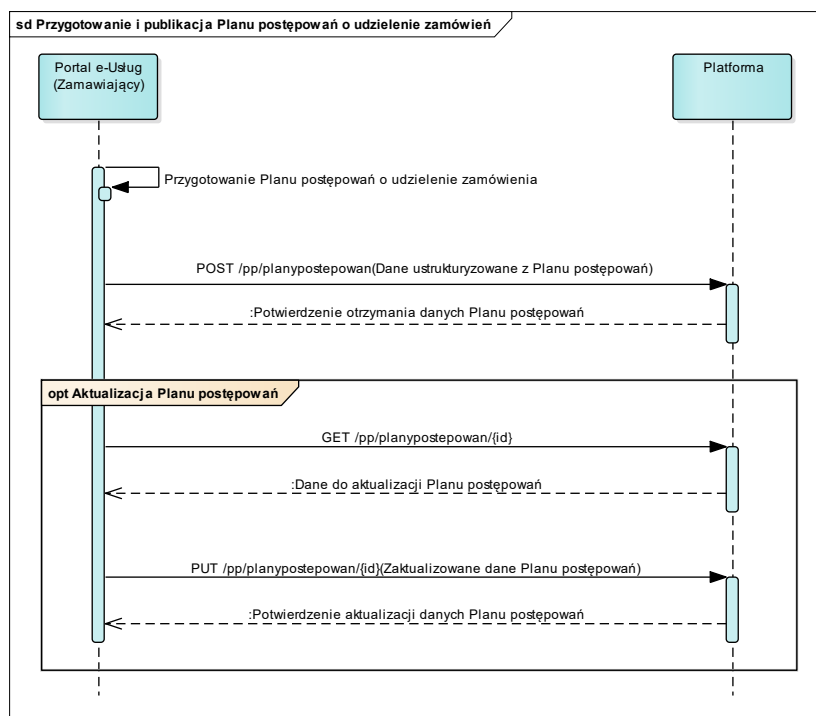 sd Przygotowanie i publikacja Planu postępowań o udzielenie zamówień
Portal e-Usług
(Zamawiający)
Platforma
Przygotowanie Planu postępowań o udzielenie zamówienia
POST /pp/planypostepowan(Dane ustrukturyzowane z Planu postępowań)
:Potwierdzenie otrzymania danych Planu postępowań
opt Aktualizacja Planu postępowań
GET /pp/planypostepowan/{id}
:Dane do aktualizacji Planu postępowań
PUT /pp/planypostepowan/{id}(Zaktualizowane dane Planu postępowań)
:Potwierdzenie aktualizacji danych Planu postępowań